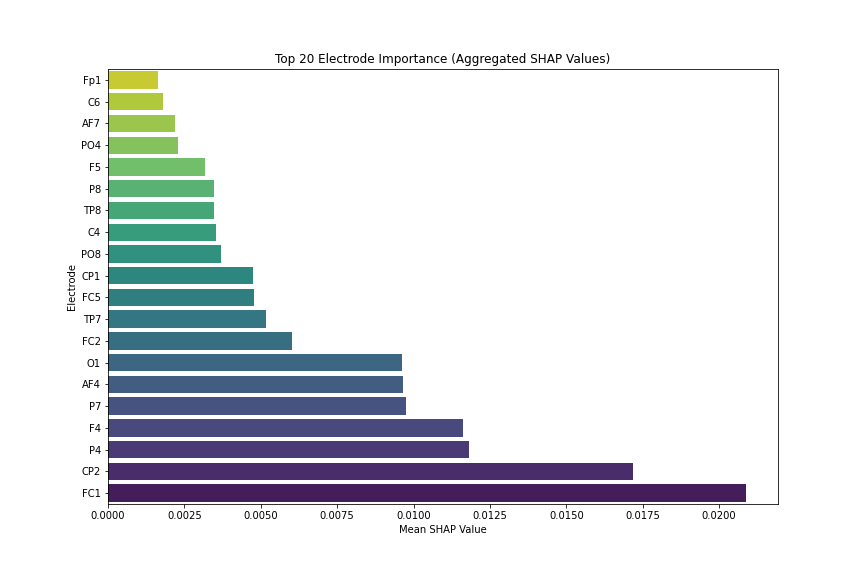 Top 20 Electrode Importance (Aggregated SHAP Values)
Electrode
Fp1
C6
AF7
PO4
F5
P8
TP8
C4
PO8
CP1
FC5
TP7
FC2
O1
AF4
P7
F4
P4
CP2
FC1
0.0000 0.0025 0.0050 0.0075 0.0100 0.0125 0.0150 0.0175 0.0200
Mean SHAP Value